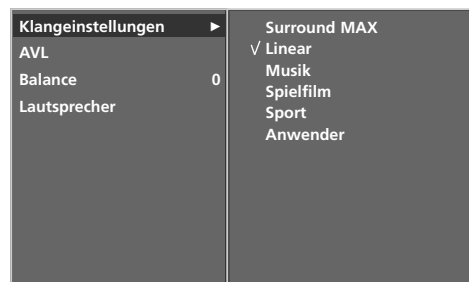 Klangeinstellungen ►
AVL
Balance 0
Lautsprecher
Surround MAX
√ Linear
Musik
Spielfilm
Sport
Anwender